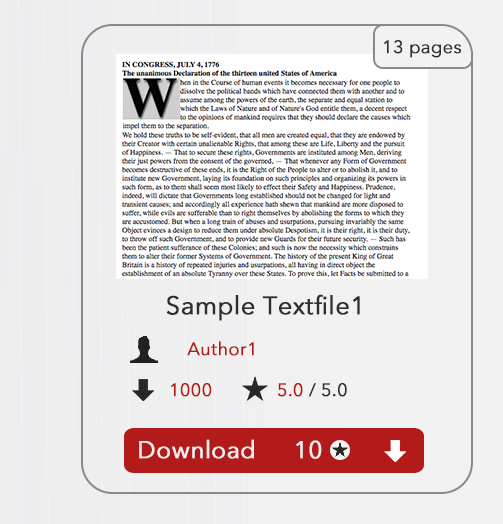 13 pages
IN CONGRESS, JULY 4, 1776
The unanimous Declaration of the thirteen united States of America
When in the Course of human events it becomes necessary for one people to
dissolve the political bands which have connected them with another and to
assume among the powers of the earth, the separate and equal station to
which the Laws of Nature and of Nature's God entitle them, a decent respect
to the opinions of mankind requires that they should declare the causes which
impel them to the separation.
We hold these truths to be self-evident, that all men are created equal, that they are endowed by
their Creator with certain unalienable Rights, that among these are Life, Liberty and the pursuit
of Happiness. — That to secure these rights, Governments are instituted among Men, deriving
their just powers from the consent of the governed, — That whenever any Form of Government
becomes destructive of these ends, it is the Right of the People to alter or to abolish it, and to
institute new Government, laying its foundation on such principles and organizing its powers in
such form, as to them shall seem most likely to effect their Safety and Happiness. Prudence,
indeed, will dictate that Governments long established should not be changed for light and
transient causes; and accordingly all experience hath shewn that mankind are more disposed to
suffer, while evils are sufferable than to right themselves by abolishing the forms to which they
are accustomed. But when a long train of abuses and usurpations, pursuing invariably the same
Object evinces a design to reduce them under absolute Despotism, it is their right, it is their duty,
to throw off such Government, and to provide new Guards for their future security. — Such has
been the patient sufferance of these Colonies; and such is now the necessity which constrains
them to alter their former Systems of Government. The history of the present King of Great
Britain is a history of repeated injuries and usurpations, all having in direct object the
establishment of an absolute Tyranny over these States. To prove this, let Facts be submitted to a
Sample Textfile1
Author1
1000 5.0 / 5.0
Download 10